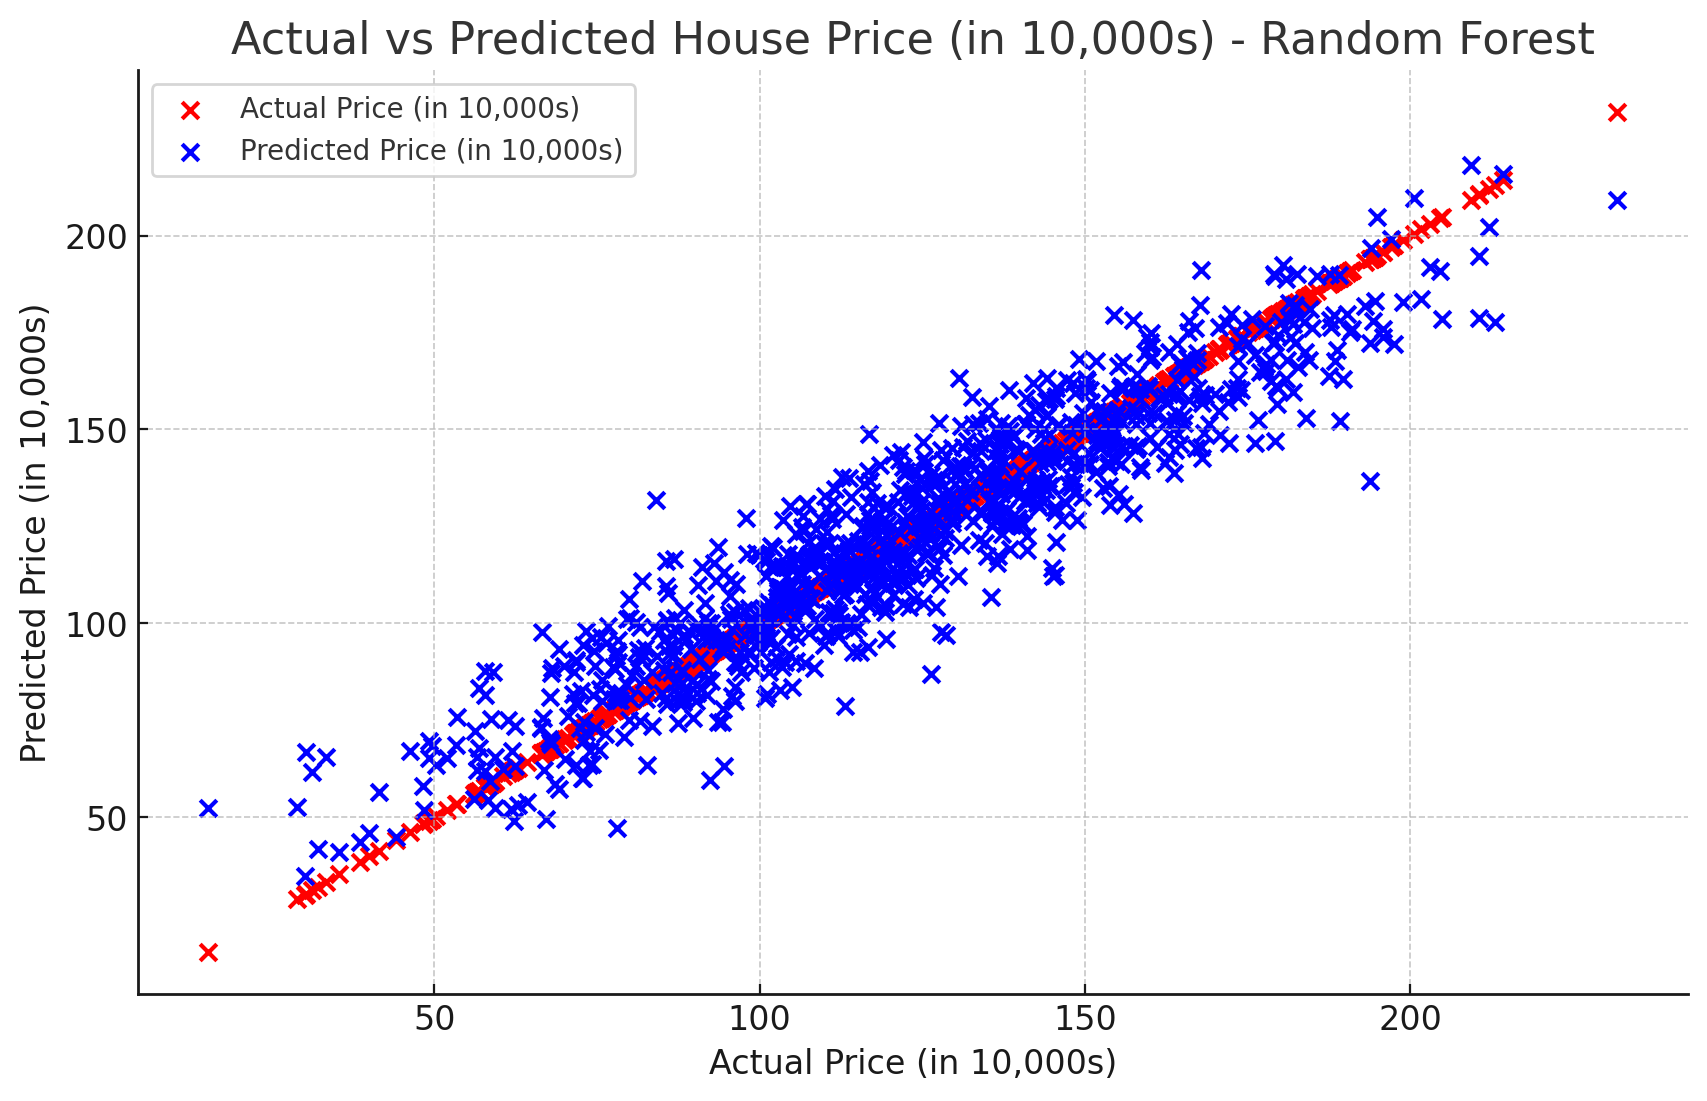 Actual vs Predicted House Price (in 10,000s) - Random Forest
Actual Price (in 10,000s)
Predicted Price (in 10,000s)
Predicted Price (in 10,000s)
200
150
100
50
50 100 150 200
Actual Price (in 10,000s)